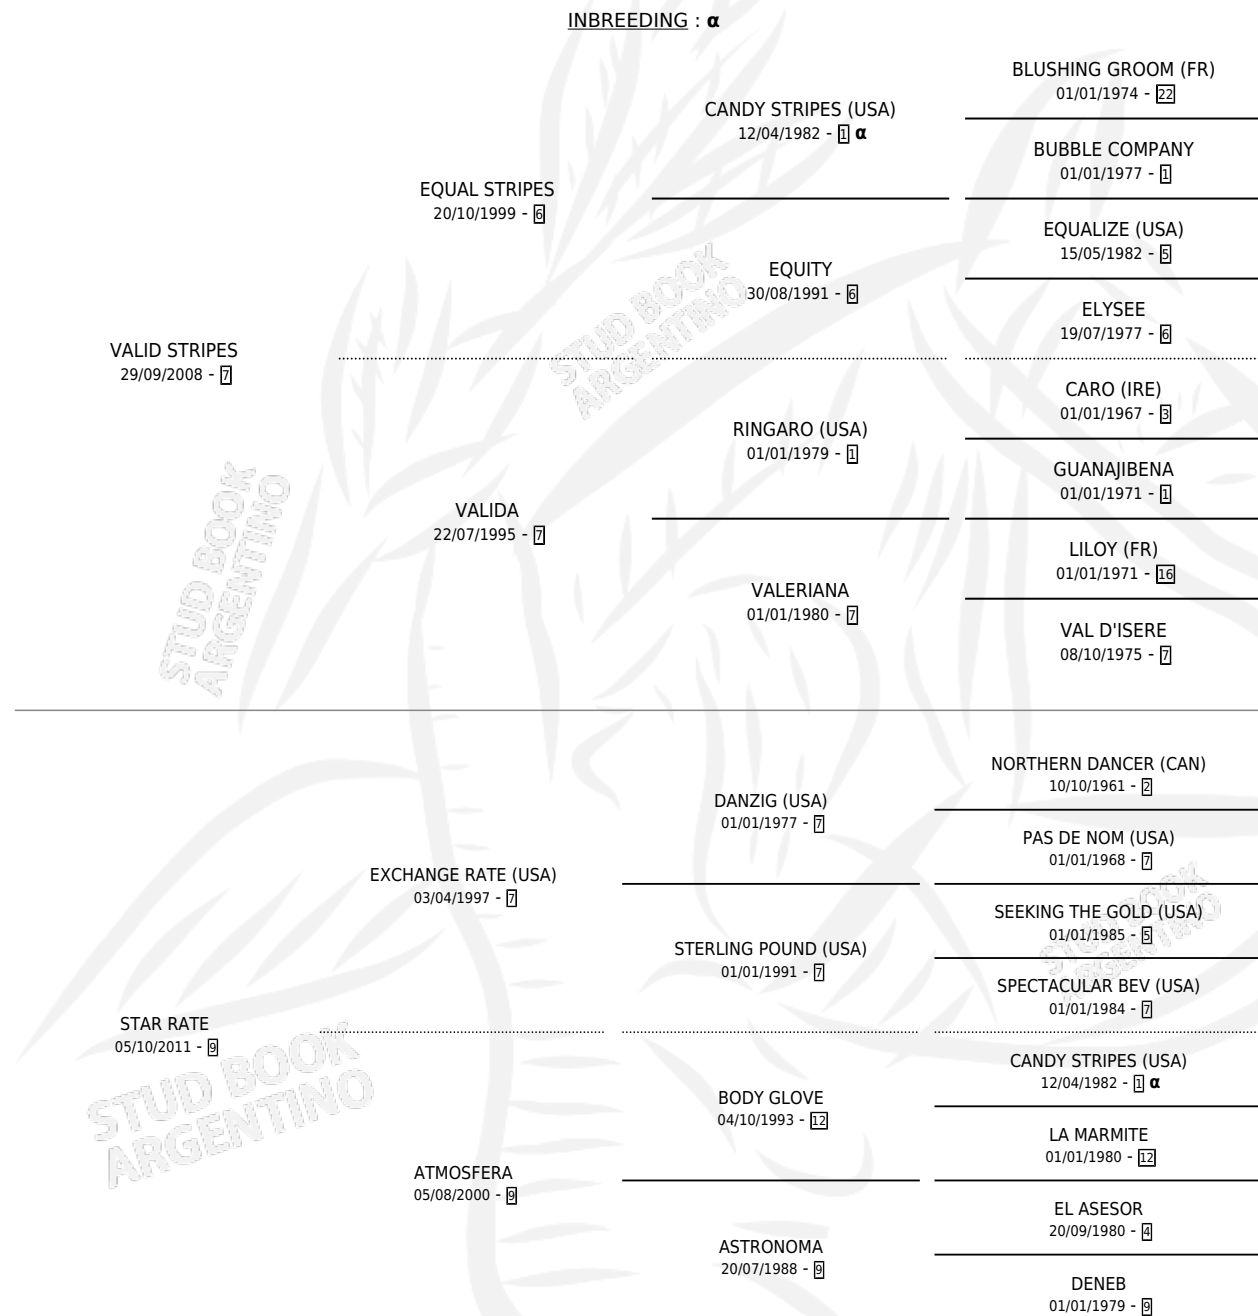 INBREEDING : α
BLUSHING GROOM (FR)
01/01/1974 - 22
CANDY STRIPES (USA)
12/04/1982 - 1 α
BUBBLE COMPANY
01/01/1977 - 1
EQUAL STRIPES
20/10/1999 - 6
EQUALIZE (USA)
15/05/1982 - 5
EQUITY
30/08/1991 - 6
ELYSEE
19/07/1977 - 6
STUD BOOK
ARGENTINO
VALID STRIPES
29/09/2008 - 7
CARO (IRE)
01/01/1967 - 3
RINGARO (USA)
01/01/1979 - 1
GUANAJIBENA
01/01/1971 - 1
VALIDA
22/07/1995 - 7
LILOY (FR)
01/01/1971 - 16
VALERIANA
01/01/1980 - 7
VAL D'ISERE
08/10/1975 - 7
STUD BOOK
ARGENTINO
NORTHERN DANCER (CAN)
10/10/1961 - 2
DANZIG (USA)
01/01/1977 - 7
PAS DE NOM (USA)
01/01/1968 - 7
EXCHANGE RATE (USA)
03/04/1997 - 7
SEEKING THE GOLD (USA)
01/01/1985 - 5
STERLING POUND (USA)
01/01/1991 - 7
SPECTACULAR BEV (USA)
01/01/1984 - 7
STUD BOOK
ARGENTINO
STAR RATE
05/10/2011 - 9
CANDY STRIPES (USA)
12/04/1982 - 1 α
BODY GLOVE
04/10/1993 - 12
LA MARMITE
01/01/1980 - 12
STUD BOOK
ARGENTINO
ATMOSFERA
05/08/2000 - 9
EL ASESOR
20/09/1980 - 4
ASTRONOMA
20/07/1988 - 9
DENEB
01/01/1979 - 9